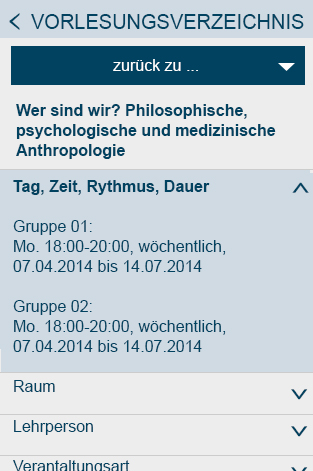 VORLESUNGSVERZEICHNIS
zurück zu ...
Wer sind wir? Philosophische,
psychologische und medizinische
Anthropologie
Tag, Zeit, Rythmus, Dauer
Gruppe 01:
Mo. 18:00-20:00, wöchentlich,
07.04.2014 bis 14.07.2014
Gruppe 02:
Mo. 18:00-20:00, wöchentlich,
07.04.2014 bis 14.07.2014
Raum
Lehrperson
Verantaltungsart